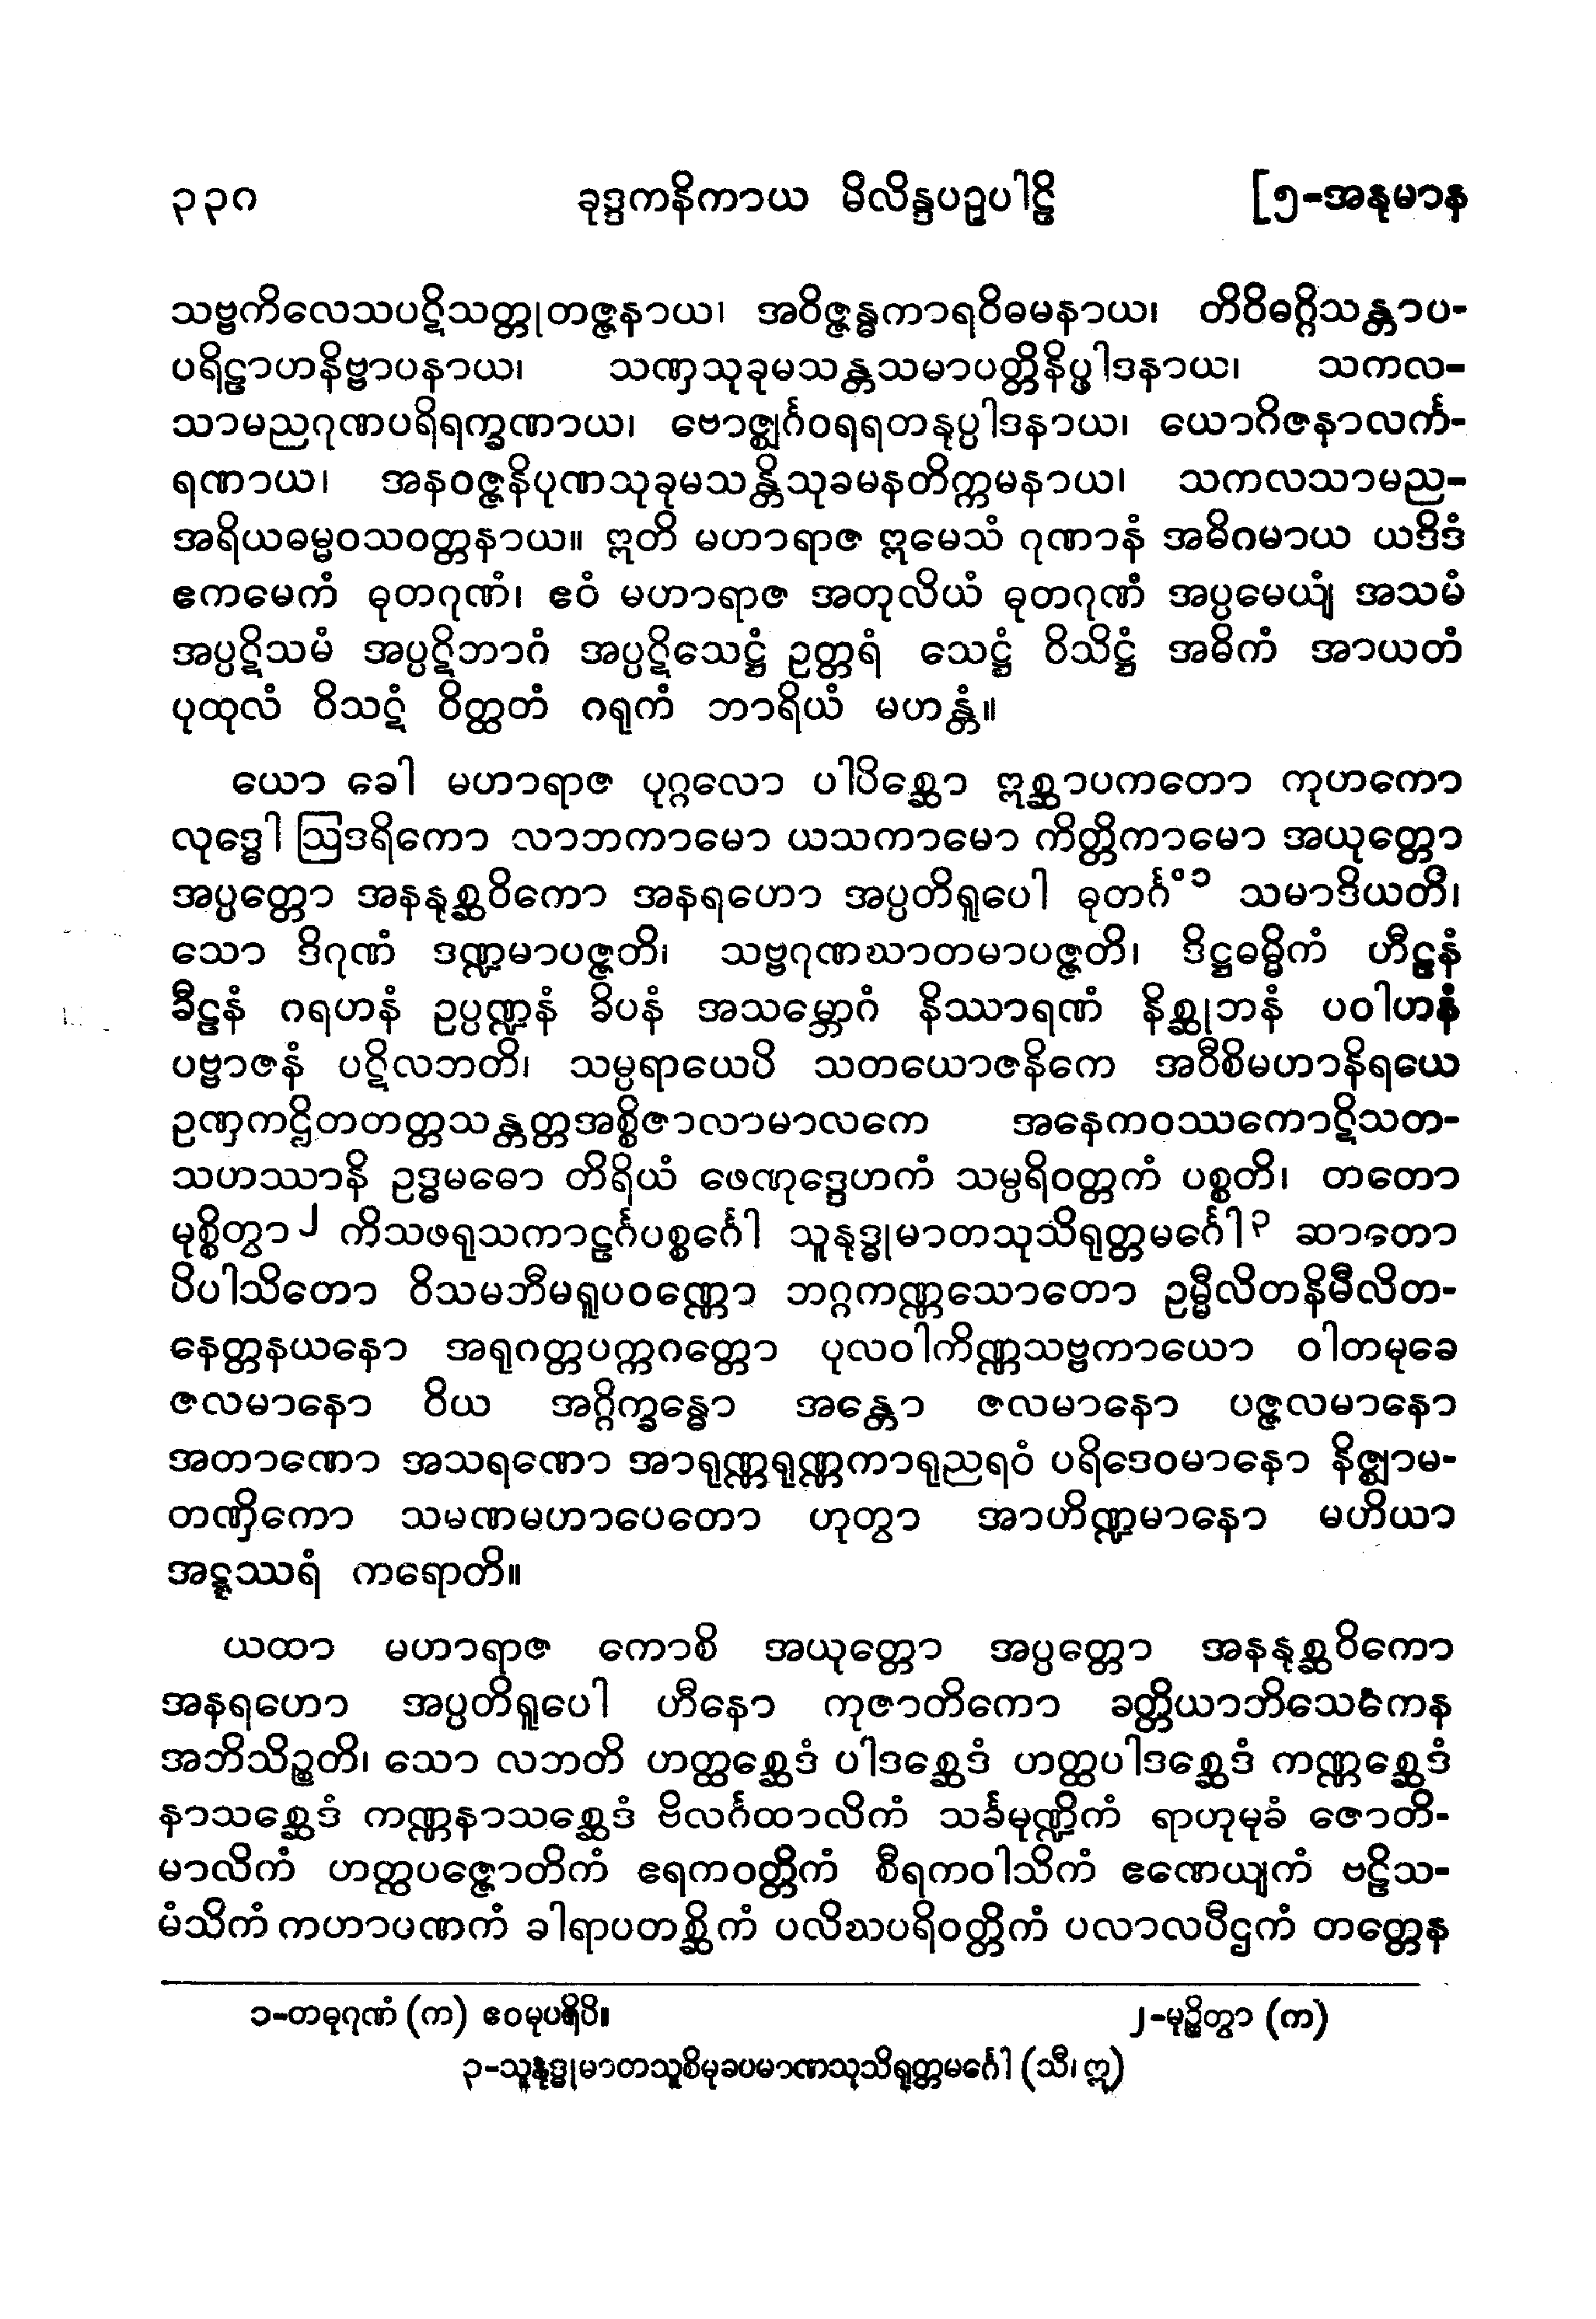 ၃၃၈ ခုဒ္ဒကနိကာယ မိလိန္ဒပဉှပါဠိ [၅-အနုမာန
သဗ္ဗကိလေသပဋိသတ္တုတဇ္ဇနာယ၊ အဝိဇ္ဇန္ဓကာရဝိဓမနာယ၊ တိဝိဓဂ္ဂိသန္တာပ-
ပရိဠာဟနိဗ္ဗာပနာယ၊ သဏှသုခုမသန္တသမာပတ္တိနိပ္ဖါဒနာယ၊ သကလ-
သာမညဂုဏပရိရက္ခဏာယ၊ ဗောဇ္ဈင်္ဂဝရရတနုပ္ပါဒနာယ၊ ယောဂိဇနာလင်္က-
ရဏာယ၊ အနဝဇ္ဇနိပုဏသုခုမသန္တိသုခမနတိက္ကမနာယ၊ သကလသာမည-
အရိယဓမ္မဝသဝတ္တနာယ။ ဣတိ မဟာရာဇ ဣမေသံ ဂုဏာနံ အဓိဂမာယ ယဒိဒံ
ဧကမေကံ ဓုတဂုဏံ၊ ဧဝံ မဟာရာဇ အတုလိယံ ဓုတဂုဏံ အပ္ပမေယျံ အသမံ
အပ္ပဋိသမံ အပ္ပဋိဘာဂံ အပ္ပဋိသေဋ္ဌံ ဥတ္တရံ သေဋ္ဌံ ဝိသိဋ္ဌံ အဓိကံ အာယတံ
ပုထုလံ ဝိသဋံ ဝိတ္ထတံ ဂရုကံ ဘာရိယံ မဟန္တံ။
ယော ခေါ မဟာရာဇ ပုဂ္ဂလော ပါပိစ္ဆော ဣစ္ဆာပကတော ကုဟကော
လုဒ္ဓေါ ဩဒရိကော လာဘကာမော ယသကာမော ကိတ္တိကာမော အယုတ္တော
အပ္ပတ္တော အနနုစ္ဆဝိကော အနရဟော အပ္ပတိရူပေါ ဓုတင်္ဂံ၁ သမာဒိယတိ၊
သော ဒိဂုဏံ ဒဏ္ဍမာပဇ္ဇတိ၊ သဗ္ဗဂုဏဃာတမာပဇ္ဇတိ၊ ဒိဋ္ဌဓမ္မိကံ ဟီဠနံ
ခီဠနံ ဂရဟနံ ဥပ္ပဏ္ဍနံ ခိပနံ အသမ္ဘောဂံ နိဿာရဏံ နိစ္ဆုဘနံ ပဝါဟနံ
ပဗ္ဗာဇနံ ပဋိလဘတိ၊ သမ္ပရာယေပိ သတယောဇနိကေ အဝီစိမဟာနိရယေ
ဥဏှကဌိတတတ္တသန္တတ္တအစ္စိဇာလာမာလကေ အနေကဝဿကောဋိသတ-
သဟဿာနိ ဥဒ္ဓမဓော တိရိယံ ဖေဏုဒ္ဒေဟကံ သမ္ပရိဝတ္တကံ ပစ္စတိ၊ တတော
မုစ္စိတွာ၂ ကိသဖရုသကာဠင်္ဂပစ္စင်္ဂေါ သူနုဒ္ဓုမာတသုသိရုတ္တမင်္ဂေါ၃ ဆာတော
ပိပါသိတော ဝိသမဘီမရူပဝဏ္ဏော ဘဂ္ဂကဏ္ဏသောတော ဥမ္မီလိတနိမီလိတ-
နေတ္တနယနော အရုဂတ္တပက္ကဂတ္တော ပုလဝါကိဏ္ဏသဗ္ဗကာယော ဝါတမုခေ
ဇလမာနော ဝိယ အဂ္ဂိက္ခန္ဓော အန္တော ဇလမာနော ပဇ္ဇလမာနော
အတာဏော အသရဏော အာရုဏ္ဏရုဏ္ဏကာရုညရဝံ ပရိဒေဝမာနော နိဇ္ဈာမ-
တဏှိကော သမဏမဟာပေတော ဟုတွာ အာဟိဏ္ဍမာနော မဟိယာ
အဋ္ဋဿရံ ကရောတိ။
ယထာ မဟာရာဇ ကောစိ အယုတ္တော အပ္ပတ္တော အနနုစ္ဆဝိကော
အနရဟော အပ္ပတိရူပေါ ဟီနော ကုဇာတိကော ခတ္တိယာဘိသေကေန
အဘိသိဉ္စတိ၊ သော လဘတိ ဟတ္ထစ္ဆေဒံ ပါဒစ္ဆေဒံ ဟတ္ထပါဒစ္ဆေဒံ ကဏ္ဏစ္ဆေဒံ
နာသစ္ဆေဒံ ကဏ္ဏနာသစ္ဆေဒံ ဗိလင်္ဂထာလိကံ သင်္ခမုဏ္ဍိကံ ရာဟုမုခံ ဇောတိ-
မာလိကံ ဟတ္ထပဇ္ဇောတိကံ ဧရကဝတ္တိကံ စီရကဝါသိကံ ဧဏေယျကံ ဗဠိသ-
မံသိကံ ကဟာပဏကံ ခါရာပတစ္ဆိကံ ပလိဃပရိဝတ္တိကံ ပလာလပီဌကံ တတ္တေန
၁-တဓုဂုဏံ (က) ဧဝမုပရိပိ။ ၂-မုဉ္စိတွာ (က)
၃-သူနုဒ္ဓုမာတသူစိမုခပမာဏသုသိရုတ္တမင်္ဂေါ (သီ၊ ဣ)